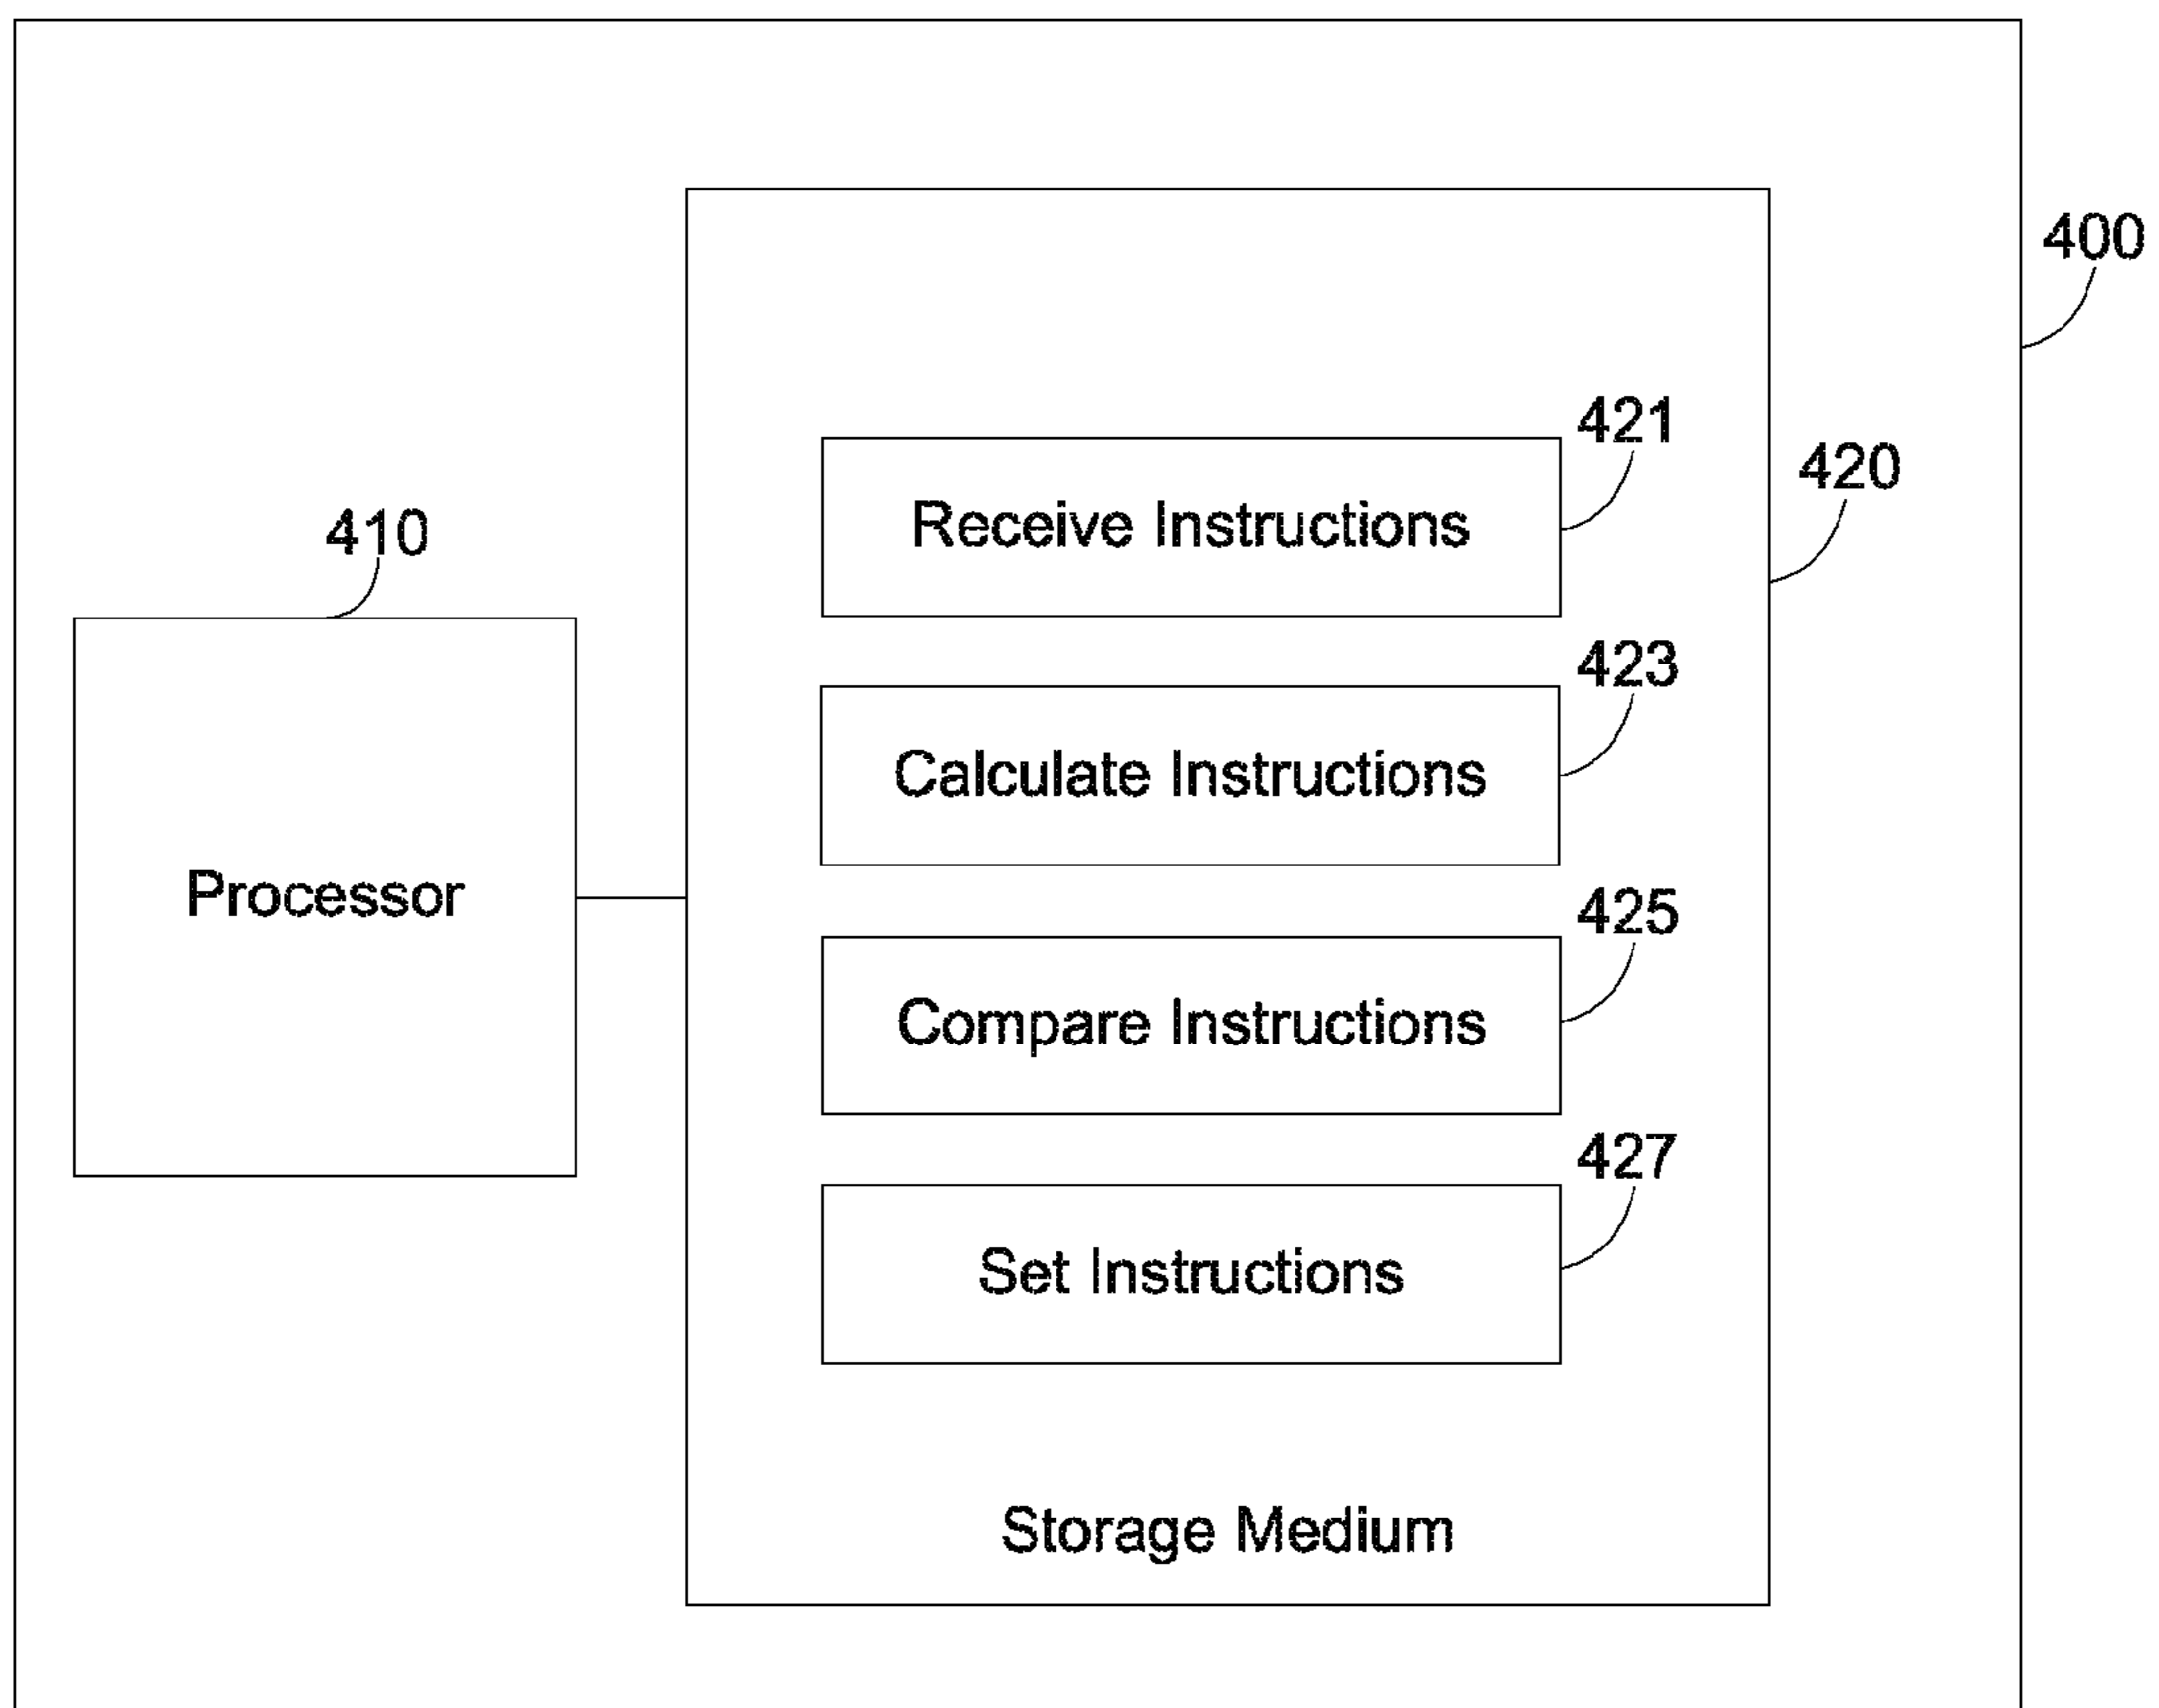 400
421
Receive Instructions
420
410
423
Calculate Instructions
Processor
425
Compare Instructions
427
Set Instructions
Storage Medium